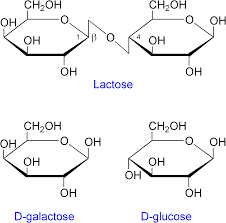 CH₂OH CH₂OH
OH O O OH
1 β O 4
OH OH
OH OH
Lactose
CH₂OH CH₂OH
OH O OH O OH
OH OH OH
OH OH
D-galactose D-glucose